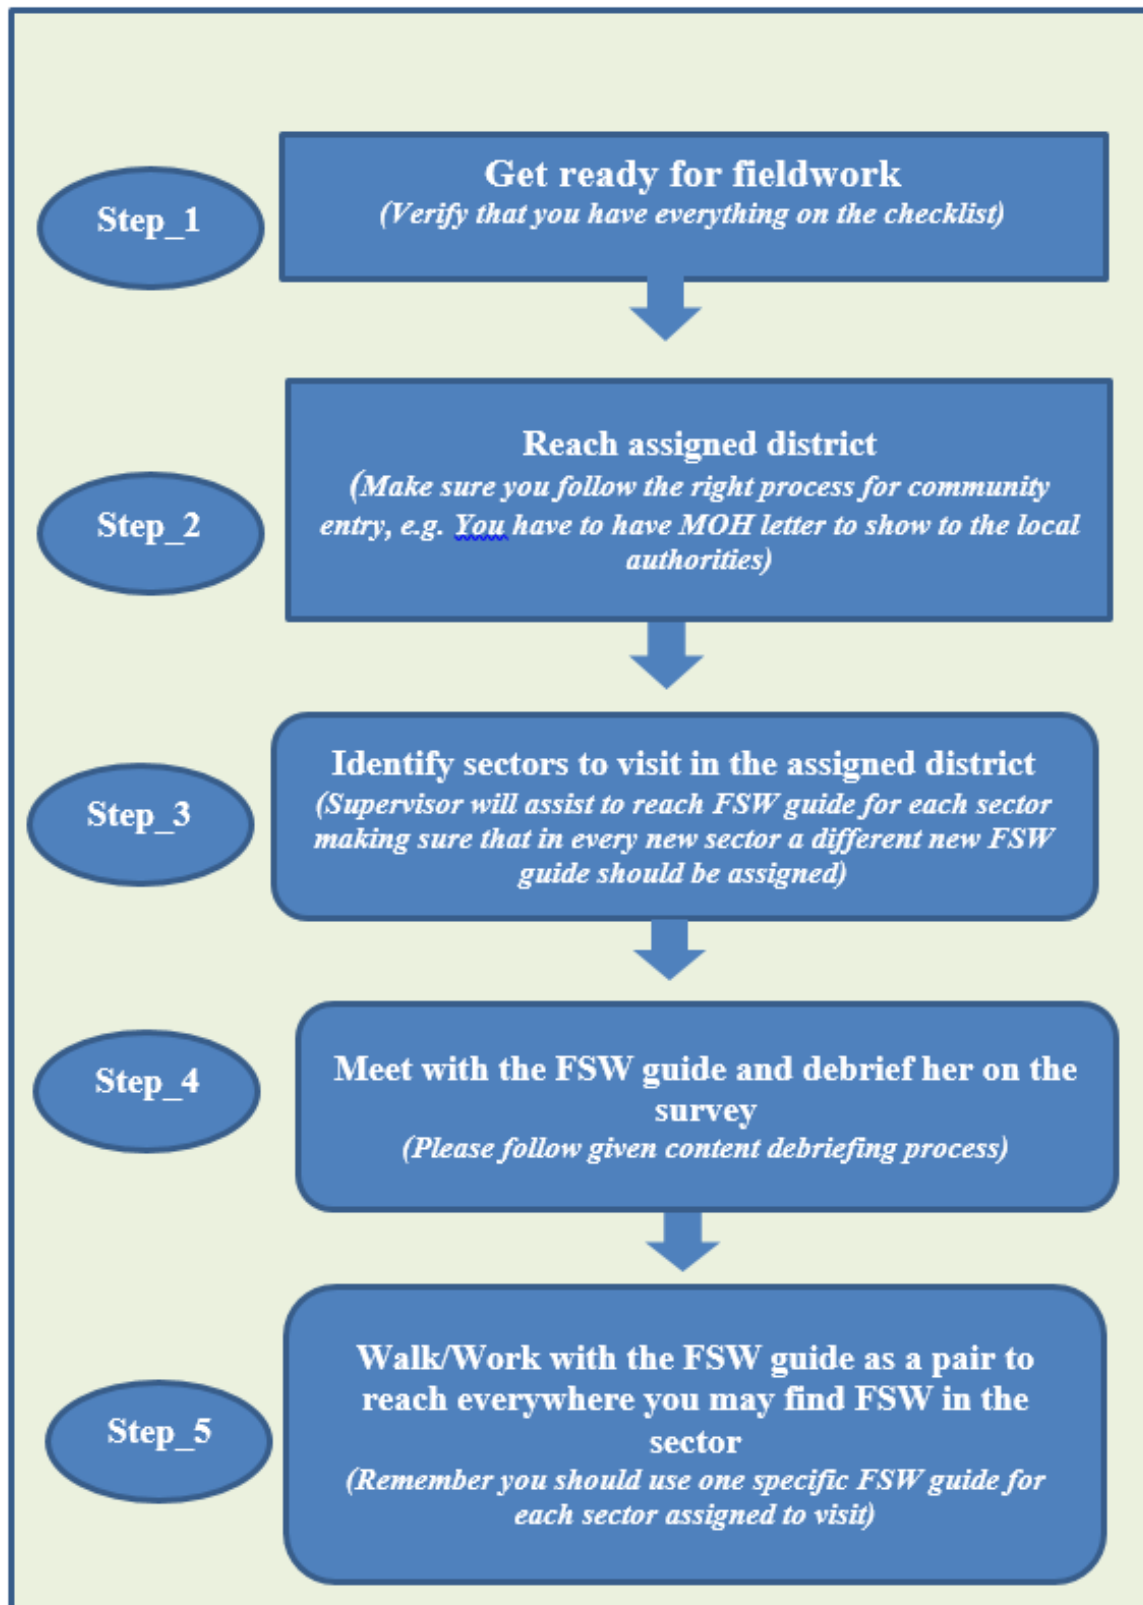 Step_1
Get ready for fieldwork
(Verify that you have everything on the checklist)
Step_2
Reach assigned district
(Make sure you follow the right process for community
entry, e.g. You have to have MOH letter to show to the local
authorities)
Step_3
Identify sectors to visit in the assigned district
(Supervisor will assist to reach FSW guide for each sector
making sure that in every new sector a different new FSW
guide should be assigned)
Step_4
Meet with the FSW guide and debrief her on the
survey
(Please follow given content debriefing process)
Step_5
Walk/Work with the FSW guide as a pair to
reach everywhere you may find FSW in the
sector
(Remember you should use one specific FSW guide for
each sector assigned to visit)